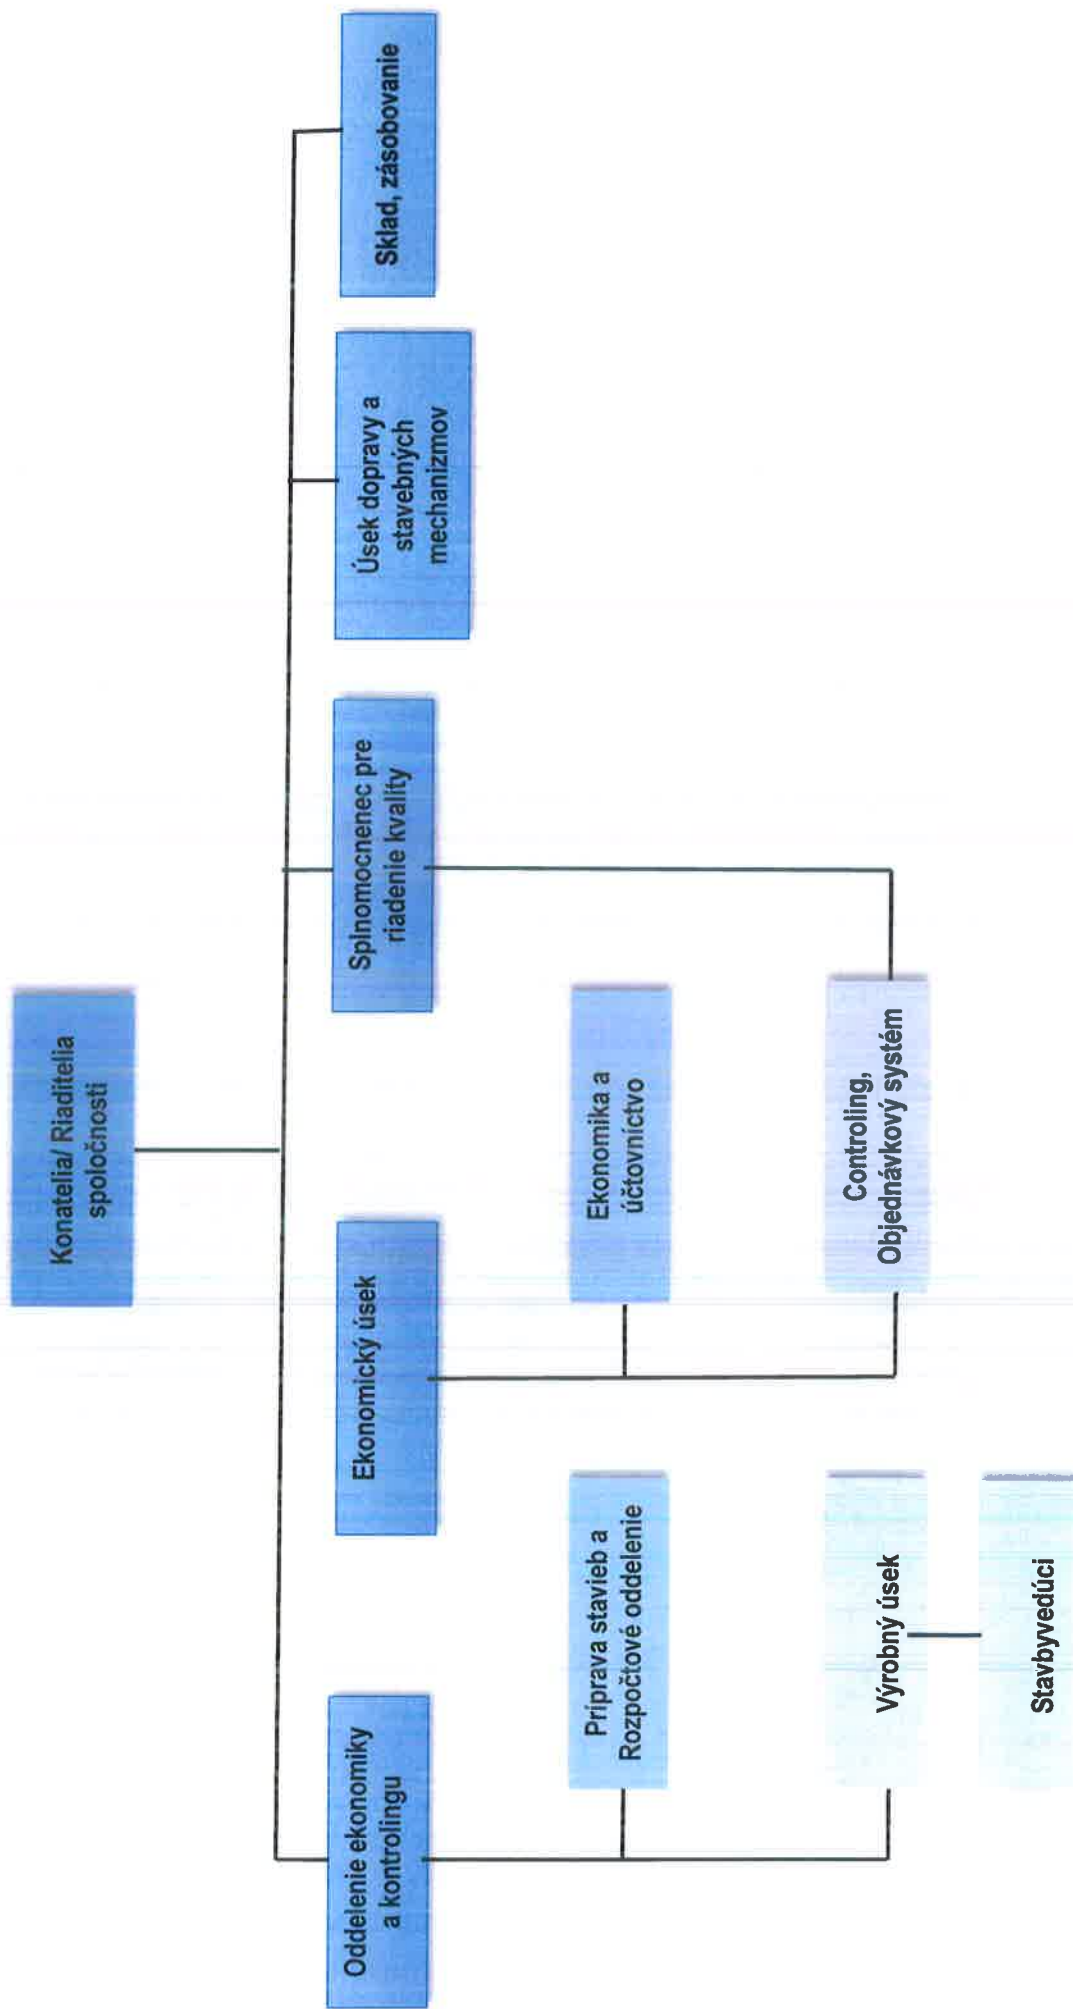 Konatelia/ Riaditelia
spoločnosti
Oddelenie ekonomiky
a kontrolingu
Ekonomický úsek
Splnomocnenec pre
riadenie kvality
Úsek dopravy a
stavebných
mechanizmov
Sklad, zásobovanie
Príprava stavieb a
Rozpočtové oddelenie
Ekonomika a
účtovníctvo
Výrobný úsek
Controling,
Objednávkový systém
Stavbyvedúci